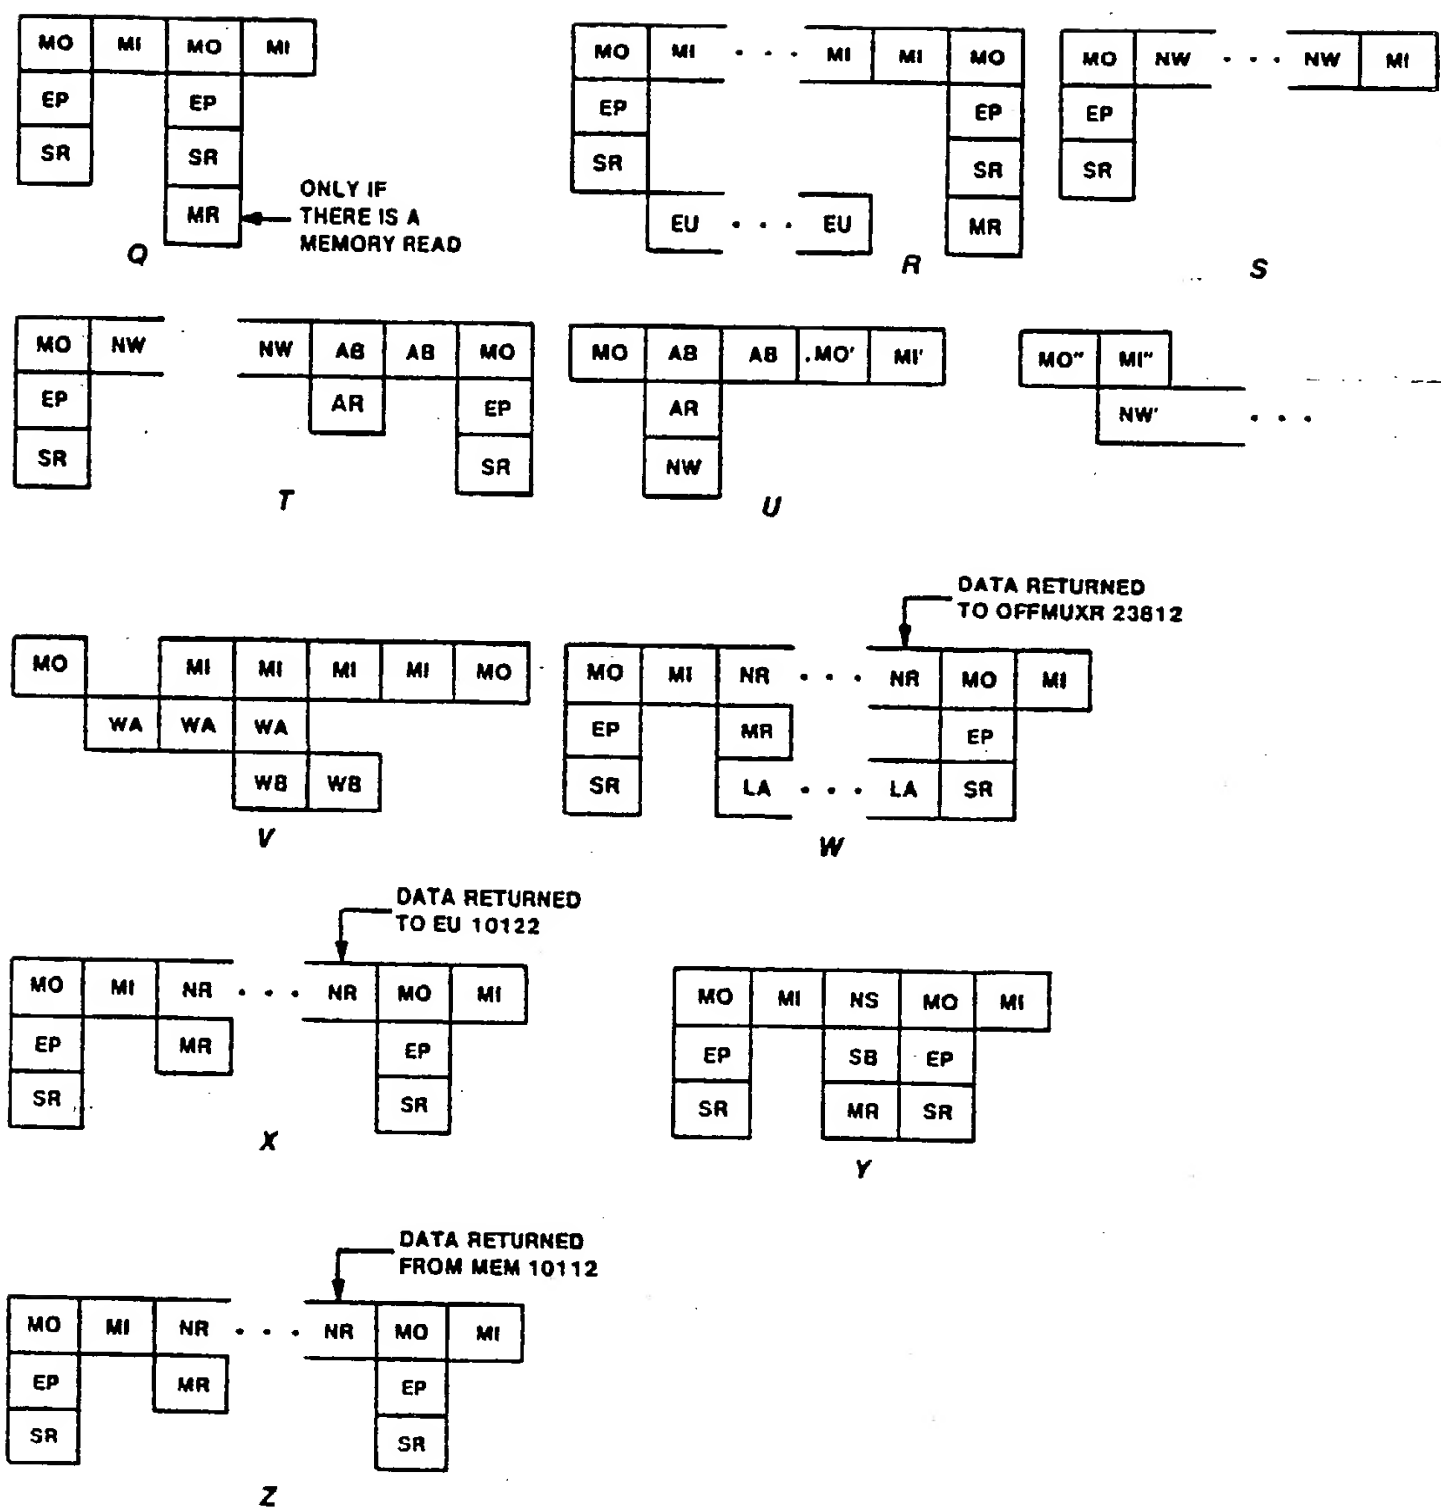 MO MI MO MI
EP EP
SR SR
MR
ONLY IF
THERE IS A
MEMORY READ
Q
MO MI . . . MI MI MO
EP EP
SR SR
EU . . . EU MR
R
MO NW . . . NW MI
EP
SR
S
MO NW NW AB AB MO
EP AR EP
SR SR
T
MO AB AB .MO' MI'
AR
NW
U
MO" MI"
NW' . . .
MO MI MI MI MI MO
WA WA WA
WB WB
V
DATA RETURNED
TO OFFMUXR 23812
MO MI NR . . . NR MO MI
EP MR EP
SR LA . . . LA SR
W
DATA RETURNED
TO EU 10122
MO MI NR . . . NR MO MI
EP MR EP
SR SR
X
MO MI NS MO MI
EP SB EP
SR MR SR
Y
DATA RETURNED
FROM MEM 10112
MO MI NR . . . NR MO MI
EP MR EP
SR SR
Z